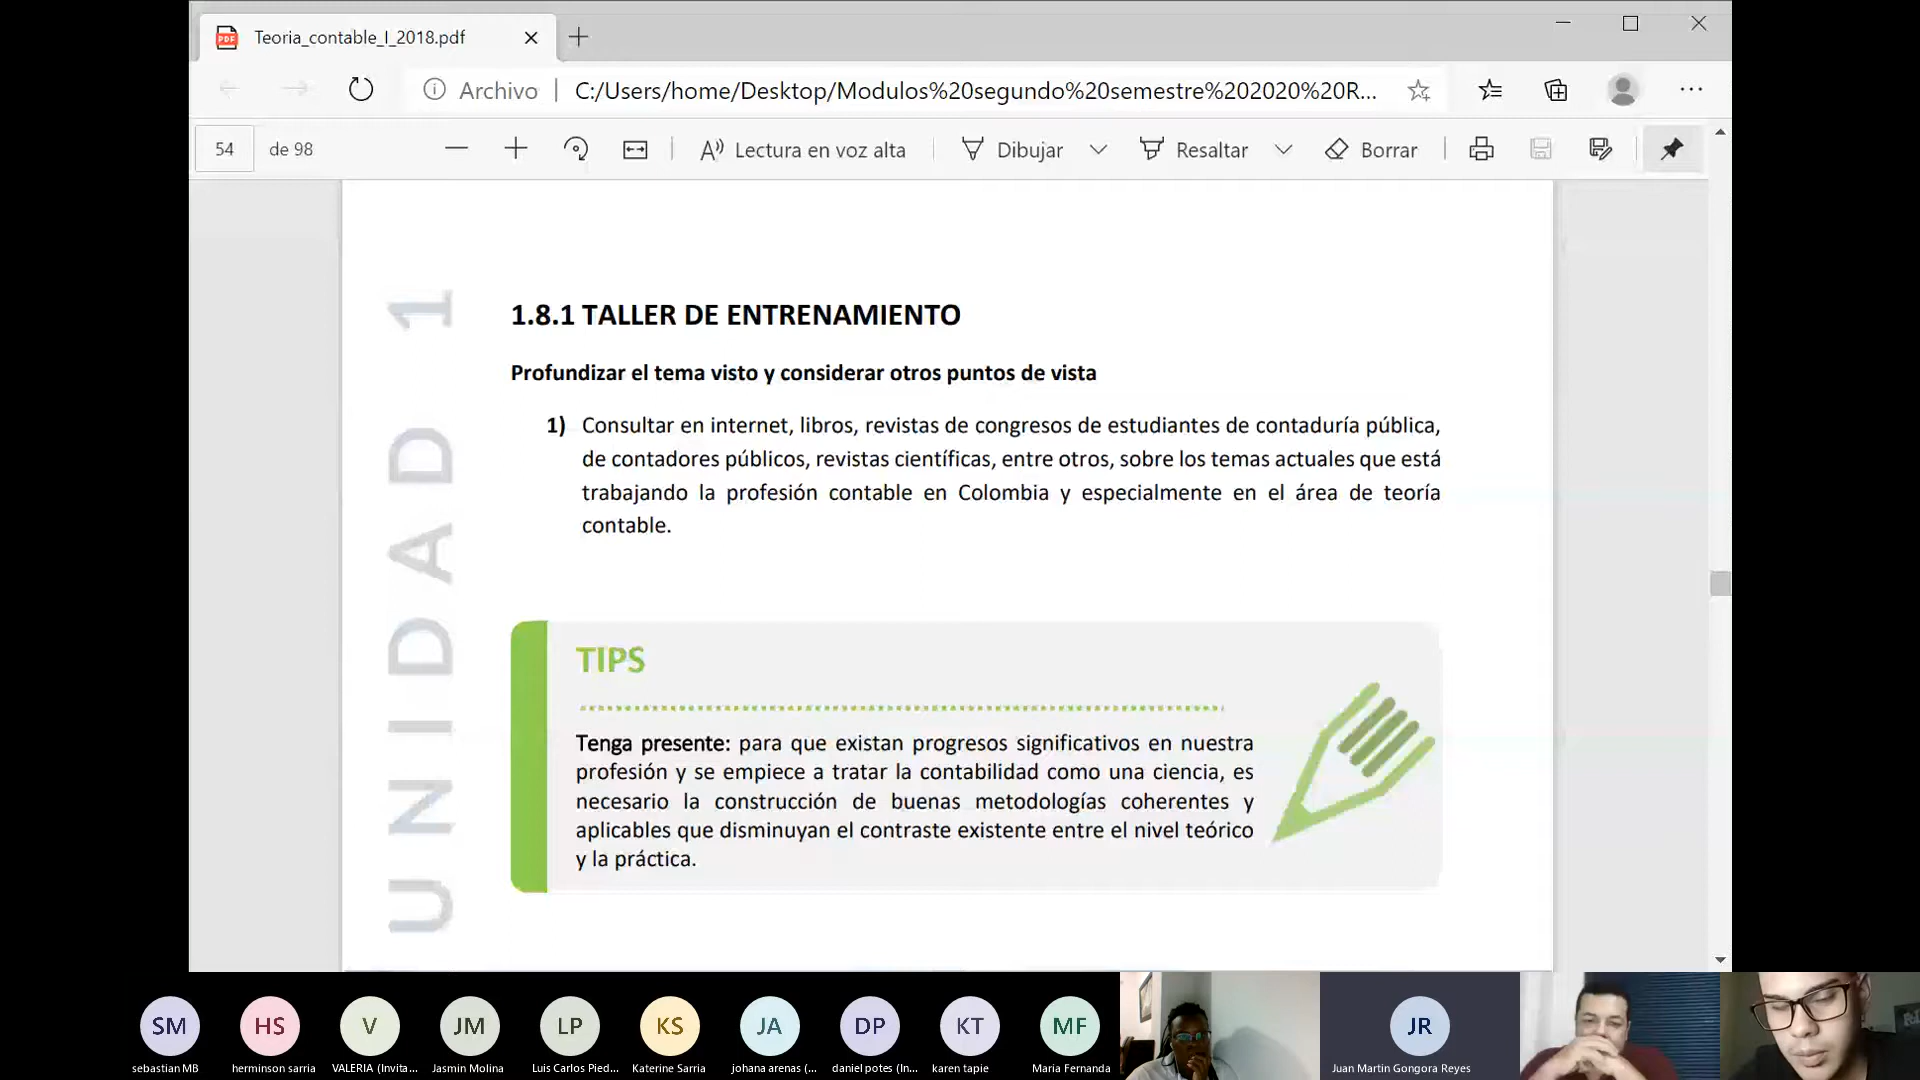 Teoria_contable_I_2018.pdf
Archivo
C:/Users/home/Desktop/Modulos%20segundo%20semestre%202020%20R...
54 de 98
Lectura en voz alta
Dibujar
Resaltar
Borrar
UNIDAD 1
1.8.1 TALLER DE ENTRENAMIENTO
Profundizar el tema visto y considerar otros puntos de vista
1) Consultar en internet, libros, revistas de congresos de estudiantes de contaduría pública,
de contadores públicos, revistas científicas, entre otros, sobre los temas actuales que está
trabajando la profesión contable en Colombia y especialmente en el área de teoría
contable.
TIPS
Tenga presente: para que existan progresos significativos en nuestra
profesión y se empiece a tratar la contabilidad como una ciencia, es
necesario la construcción de buenas metodologías coherentes y
aplicables que disminuyan el contraste existente entre el nivel teórico
y la práctica.
SM HS V JM LP KS JA DP KT MF JR
sebastian MB herminson sarria VALERIA (Invita... Jasmin Molina Luis Carlos Pied... Katerine Sarria johana arenas (... daniel potes (In... karen tapie Maria Fernanda Juan Martin Gongora Reyes